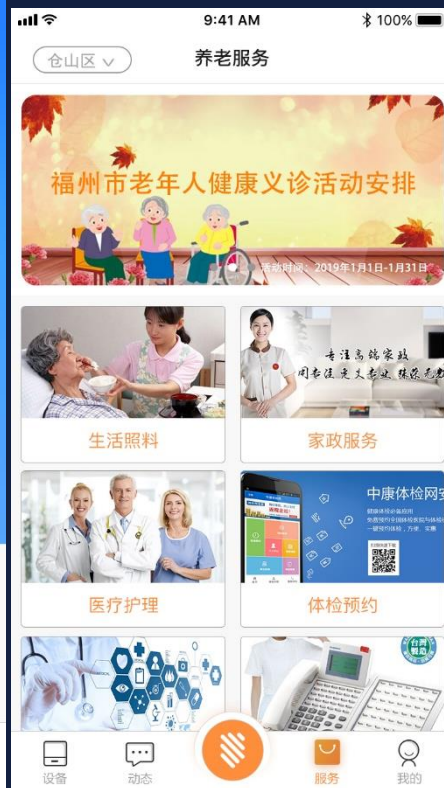 9:41 AM
100%
仓山区
养老服务
福州市老年人健康义诊活动安排
活动时间：2019年1月1日-1月31日
专注高端家政
生活照料
家政服务
中康体检网
医疗护理
体检预约
台灣
製造
设备
动态
服务
我的